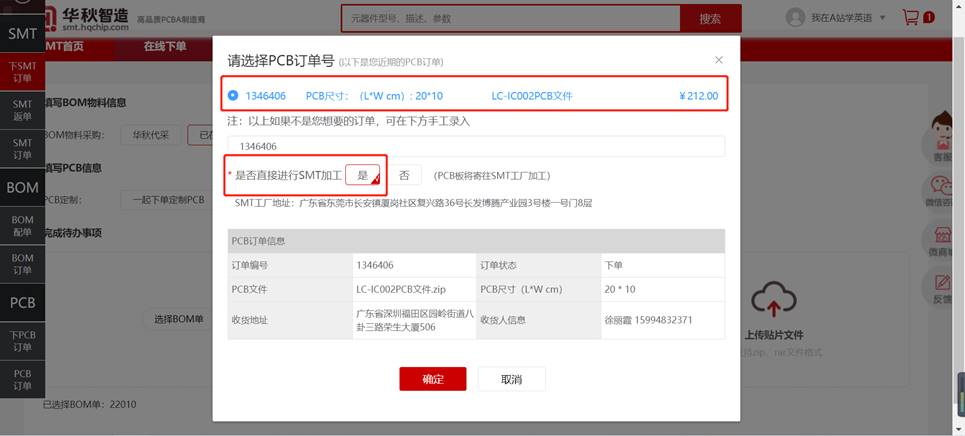 华秋智造
smt.hqchip.com
高品质PCBA制造商
元器件型号、描述、参数
搜索
我在A站学英语
1
SMT
MT首页
在线下单
下SMT
订单
SMT
返单
SMT
订单
BOM
BOM
配单
BOM
订单
PCB
下PCB
订单
PCB
订单
填写BOM物料信息
BOM物料采购：
华秋代采
已在
填写PCB信息
PCB定制：
一起下单定制PCB
完成待办事项
选择BOM单
已选择BOM单：22010
请选择PCB订单号 (以下是您近期的PCB订单)
1346406 PCB尺寸：（L*W cm）: 20*10 LC-IC002PCB文件 ￥212.00
注：以上如果不是您想要的订单，可在下方手工录入
1346406
* 是否直接进行SMT加工 是 否 (PCB板将寄往SMT工厂加工)
SMT工厂地址：广东省东莞市长安镇厦岗社区复兴路36号长发博腾产业园3号楼一号门8层
PCB订单信息
订单编号 1346406 订单状态 下单
PCB文件 LC-IC002PCB文件.zip PCB尺寸（L*W cm） 20 * 10
收货地址 广东省深圳福田区园岭街道八
卦三路荣生大厦506
收货人信息 徐丽霞 15994832371
确定
取消
上传贴片文件
持zip、rar文件格式
客服
微信咨
微商
反馈